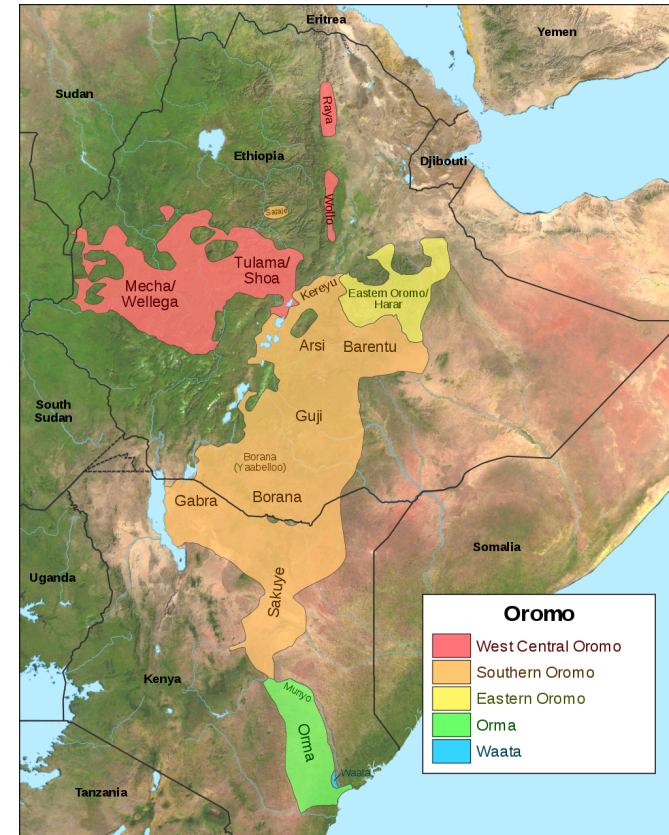 Eritrea
Yemen
Sudan
Raya
Djibouti
Ethiopia
Wollo
Salale
Tulama/
Shoa
Mecha/
Wellega
Kereyu
Eastern Oromo/
Harar
Arsi
Barentu
South
Sudan
Guji
Borana
(Yaabelloo)
Gabra
Borana
Somalia
Uganda
Sakuye
Kenya
Munyo
Orma
Waata
Tanzania
Oromo
West Central Oromo
Southern Oromo
Eastern Oromo
Orma
Waata